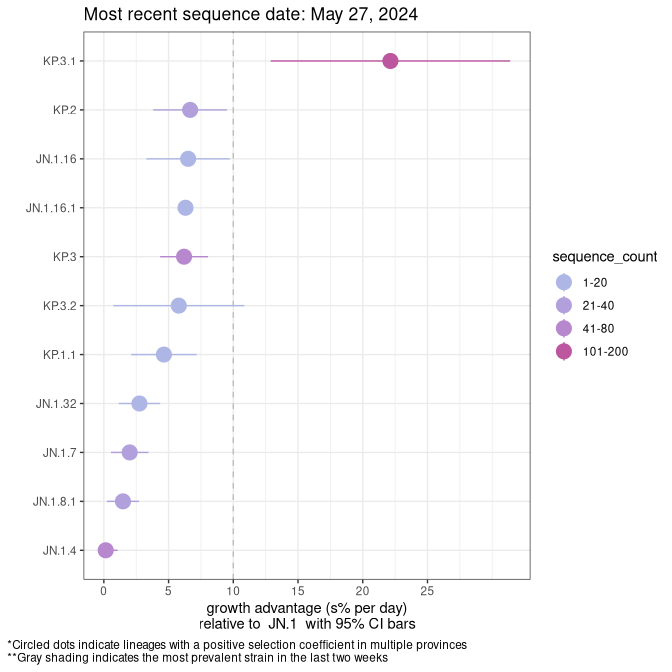 Most recent sequence date: May 27, 2024
KP.3.1
KP.2
JN.1.16
JN.1.16.1
KP.3
KP.3.2
KP.1.1
JN.1.32
JN.1.7
JN.1.8.1
JN.1.4
0 5 10 15 20 25
growth advantage (s% per day)
relative to JN.1 with 95% CI bars
sequence_count
1-20
21-40
41-80
101-200
*Circled dots indicate lineages with a positive selection coefficient in multiple provinces
**Gray shading indicates the most prevalent strain in the last two weeks